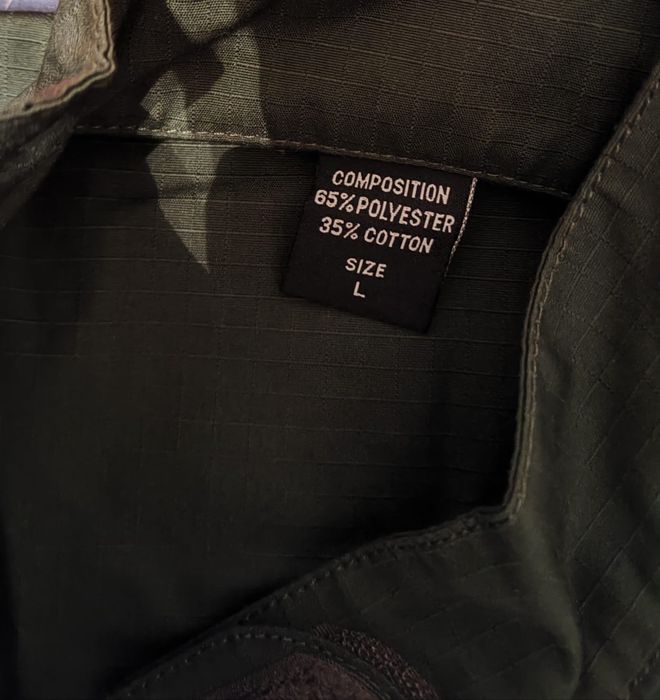 COMPOSITION
65% POLYESTER
35% COTTON
SIZE
L